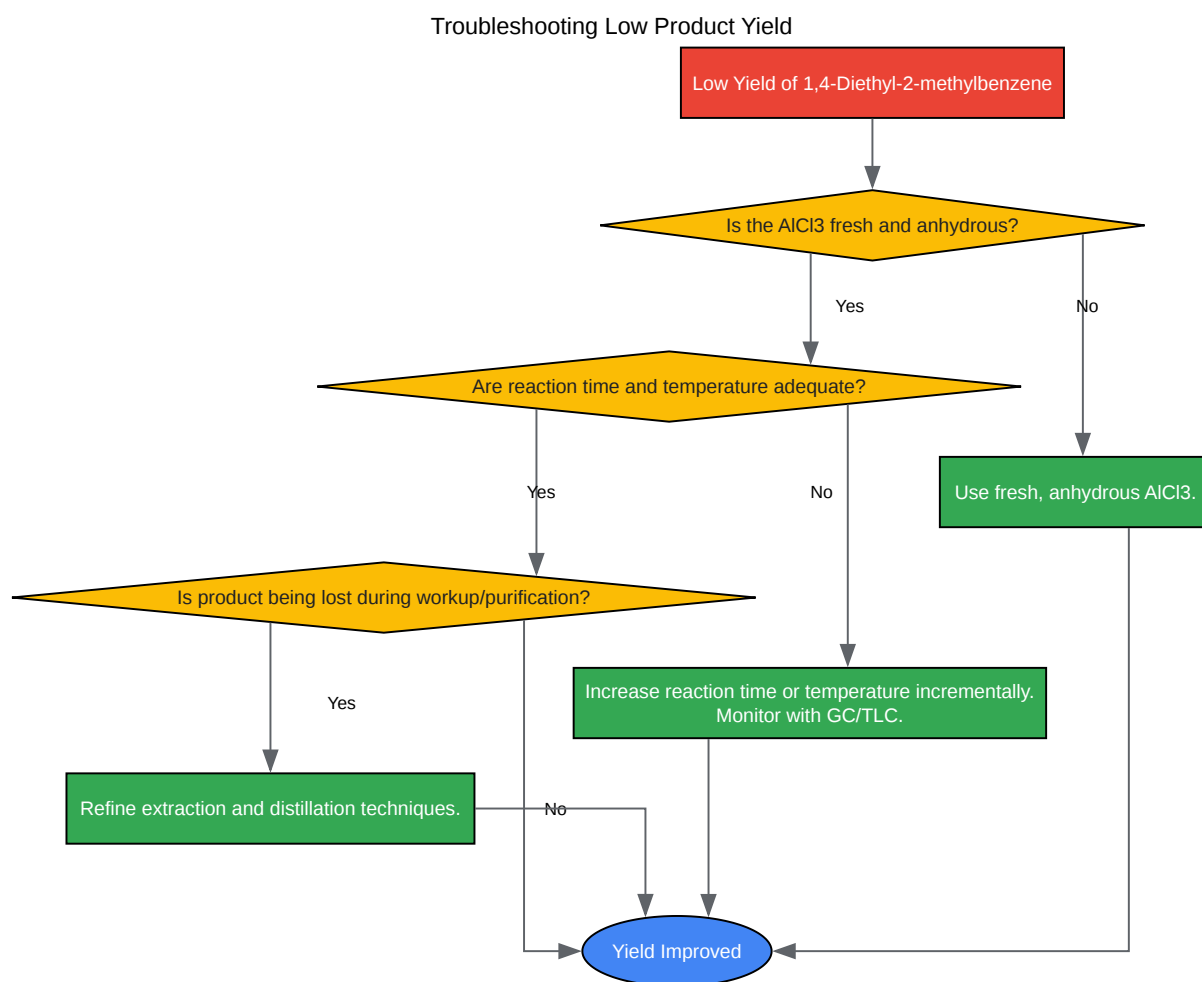 Troubleshooting Low Product Yield
Low Yield of 1,4-Diethyl-2-methylbenzene
Is the AlCl3 fresh and anhydrous?
Yes
No
Are reaction time and temperature adequate?
Yes
No
Use fresh, anhydrous AlCl3.
Is product being lost during workup/purification?
Yes
Increase reaction time or temperature incrementally.
Monitor with GC/TLC.
Refine extraction and distillation techniques.
No
Yield Improved